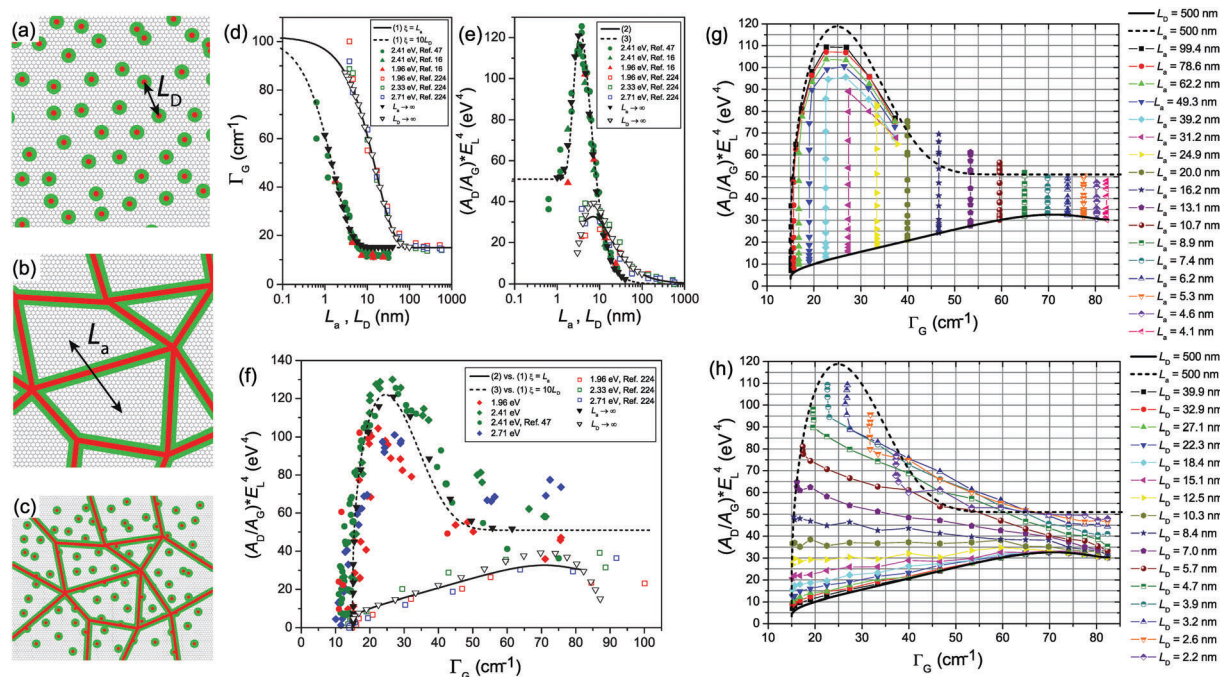 (a)
L_D
(b)
L_a
(c)
(d)
(1) ξ = L_a
(1) ξ = 10L_D
2.41 eV, Ref. 47
2.41 eV, Ref. 16
1.96 eV, Ref. 16
1.96 eV, Ref. 224
2.33 eV, Ref. 224
2.71 eV, Ref. 224
L_a → ∞
L_D → ∞
Γ_G (cm⁻¹)
100
80
60
40
20
0
0.1 1 10 100 1000
L_a , L_D (nm)
(e)
(2)
(3)
2.41 eV, Ref. 47
2.41 eV, Ref. 16
1.96 eV, Ref. 16
1.96 eV, Ref. 224
2.33 eV, Ref. 224
2.71 eV, Ref. 224
L_a → ∞
L_D → ∞
(A_D/A_G)*E_L⁴ (eV⁴)
120
100
80
60
40
20
0
0.1 1 10 100 1000
L_a , L_D (nm)
(f)
(2) vs. (1) ξ = L_a
(3) vs. (1) ξ = 10L_D
1.96 eV
2.41 eV
2.41 eV, Ref. 47
2.71 eV
1.96 eV, Ref. 224
2.33 eV, Ref. 224
2.71 eV, Ref. 224
L_a → ∞
L_D → ∞
(A_D/A_G)*E_L⁴ (eV⁴)
140
130
120
110
100
90
80
70
60
50
40
30
20
10
0
0 10 20 30 40 50 60 70 80 90 100
Γ_G (cm⁻¹)
(g)
(A_D/A_G)*E_L⁴ (eV⁴)
120
110
100
90
80
70
60
50
40
30
20
10
0
10 20 30 40 50 60 70 80
Γ_G (cm⁻¹)
L_D = 500 nm
L_a = 500 nm
L_a = 99.4 nm
L_a = 78.6 nm
L_a = 62.2 nm
L_a = 49.3 nm
L_a = 39.2 nm
L_a = 31.2 nm
L_a = 24.9 nm
L_a = 20.0 nm
L_a = 16.2 nm
L_a = 13.1 nm
L_a = 10.7 nm
L_a = 8.9 nm
L_a = 7.4 nm
L_a = 6.2 nm
L_a = 5.3 nm
L_a = 4.6 nm
L_a = 4.1 nm
(h)
(A_D/A_G)*E_L⁴ (eV⁴)
120
110
100
90
80
70
60
50
40
30
20
10
0
10 20 30 40 50 60 70 80
Γ_G (cm⁻¹)
L_D = 500 nm
L_a = 500 nm
L_D = 39.9 nm
L_D = 32.9 nm
L_D = 27.1 nm
L_D = 22.3 nm
L_D = 18.4 nm
L_D = 15.1 nm
L_D = 12.5 nm
L_D = 10.3 nm
L_D = 8.4 nm
L_D = 7.0 nm
L_D = 5.7 nm
L_D = 4.7 nm
L_D = 3.9 nm
L_D = 3.2 nm
L_D = 2.6 nm
L_D = 2.2 nm